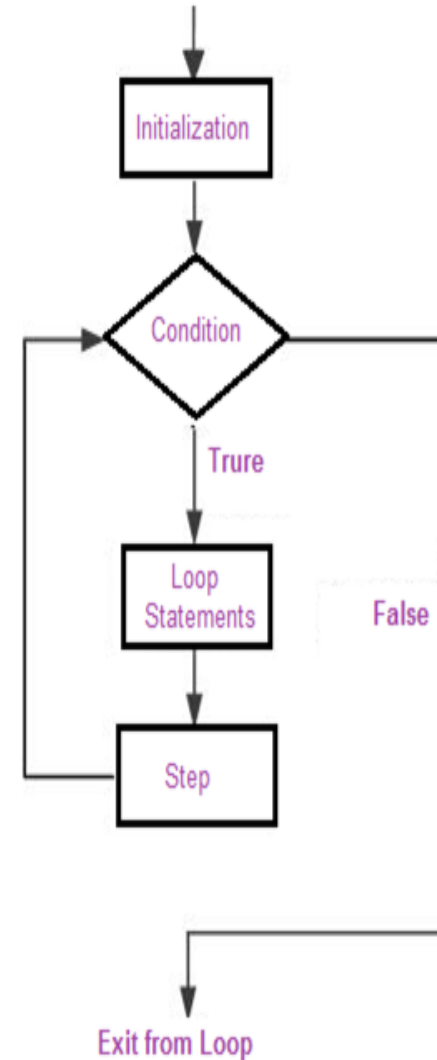 Initialization
Condition
Trure
Loop
Statements
False
Step
Exit from Loop